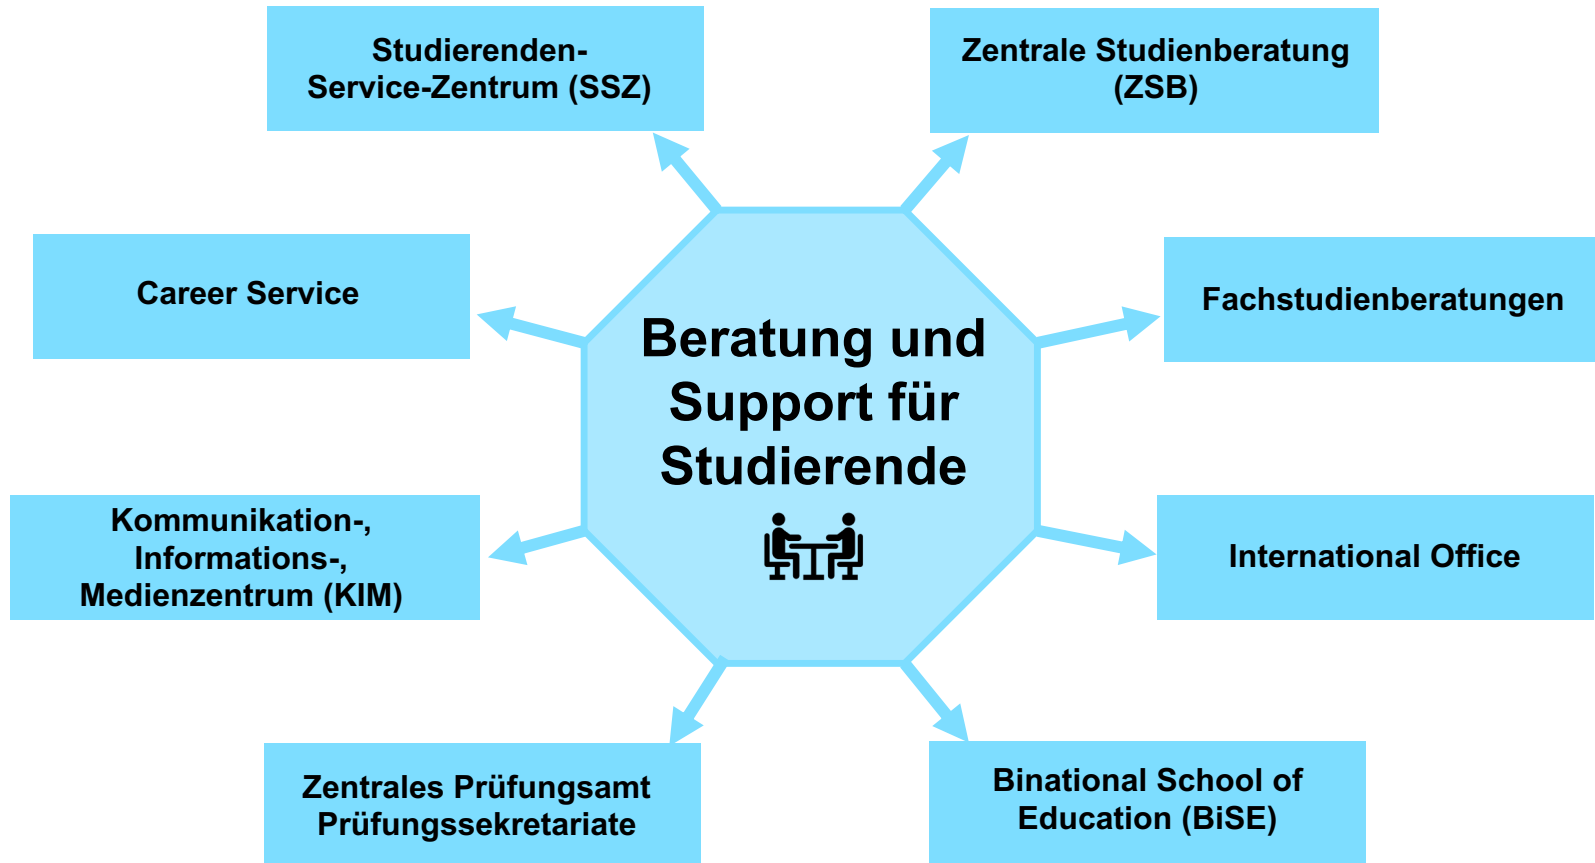 Studierenden-
Service-Zentrum (SSZ)
Zentrale Studienberatung
(ZSB)
Career Service
Fachstudienberatungen
Beratung und
Support für
Studierende
Kommunikation-,
Informations-,
Medienzentrum (KIM)
International Office
Zentrales Prüfungsamt
Prüfungssekretariate
Binational School of
Education (BiSE)